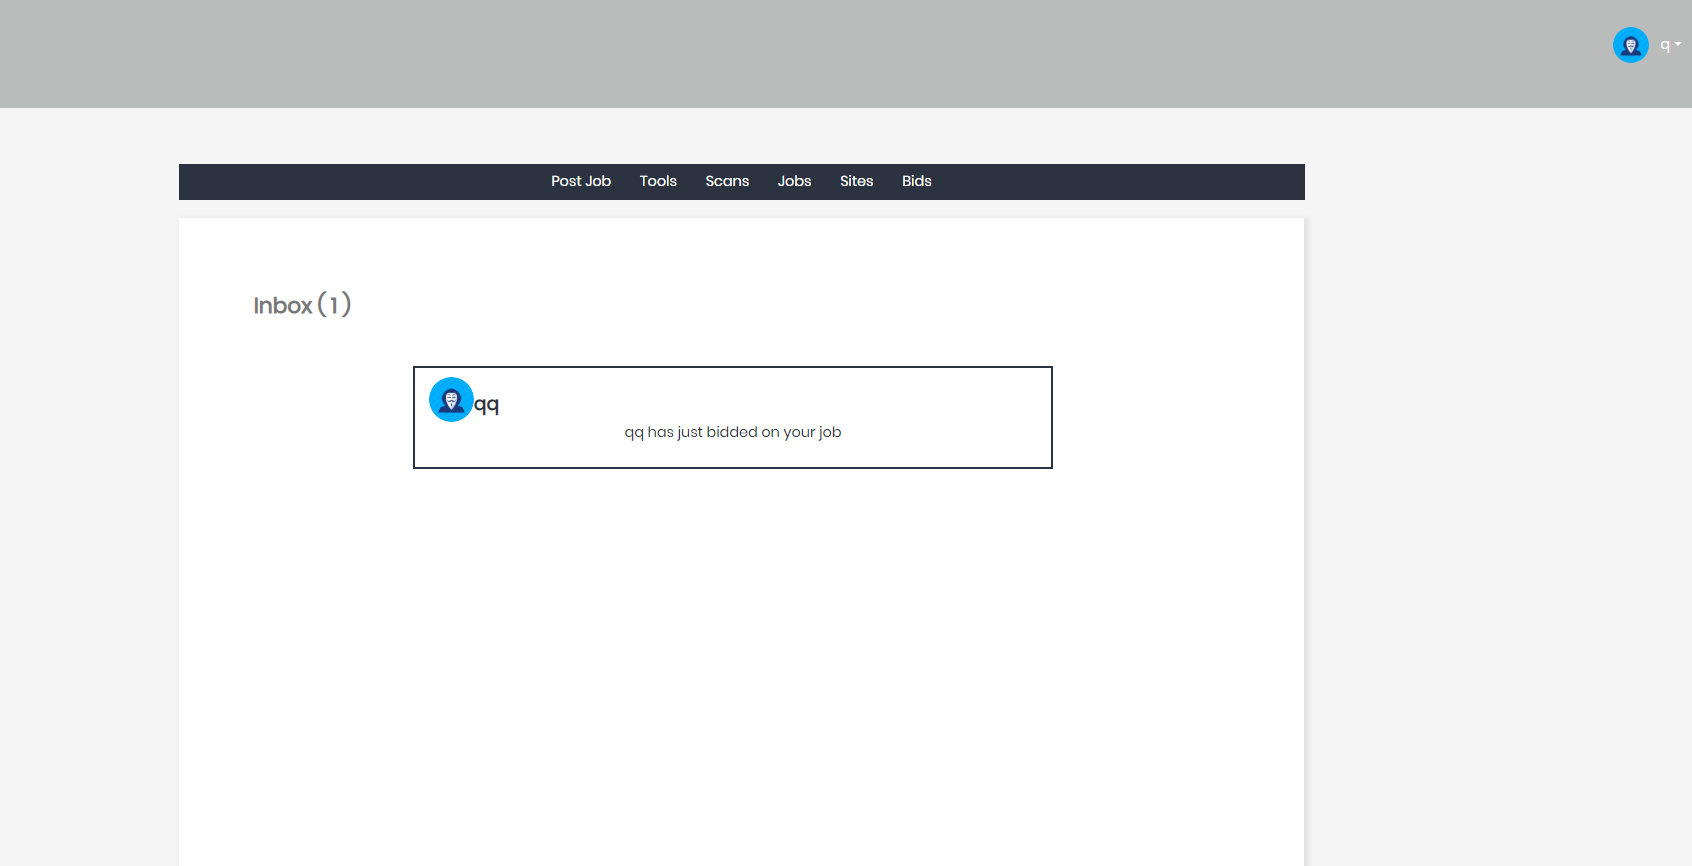 q
Post Job Tools Scans Jobs Sites Bids
Inbox ( 1 )
qq
qq has just bidded on your job